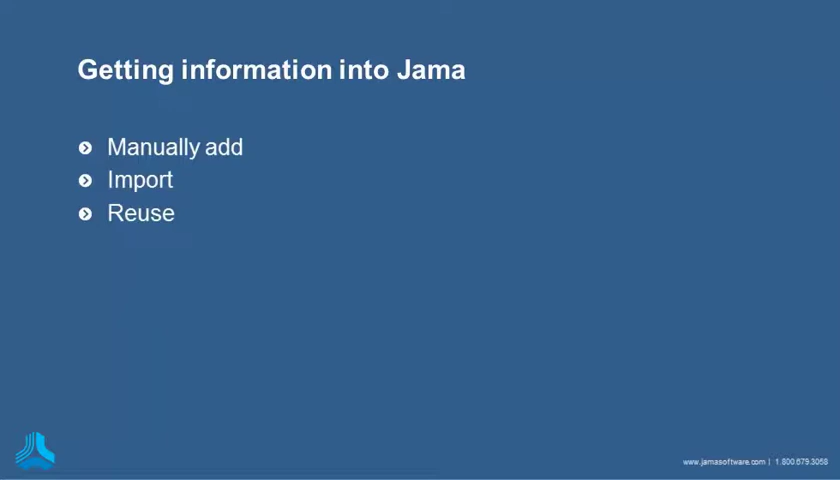 Getting information into Jama
Manually add
Import
Reuse
www.jamasoftware.com | 1.800.679.3058